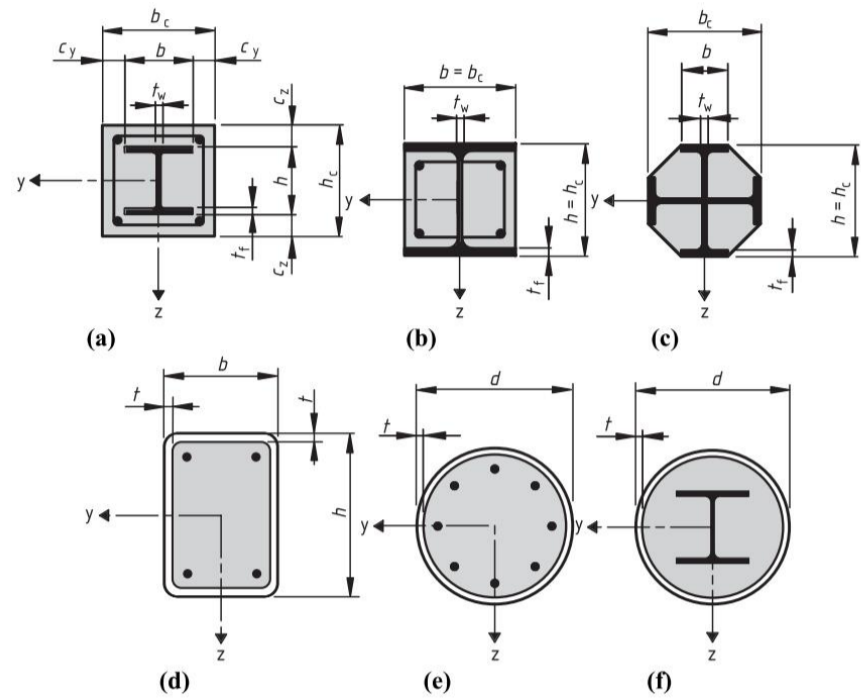 b_c
c_y b c_y
t_w
c_z
h
h_c
t_f
c_z
y
z
(a)
b = b_c
t_w
h = h_c
t_f
y
z
(b)
b_c
b
t_w
h = h_c
t_f
y
z
(c)
b
t
t
h
y
z
(d)
d
t
y
z
(e)
d
t
y
z
(f)